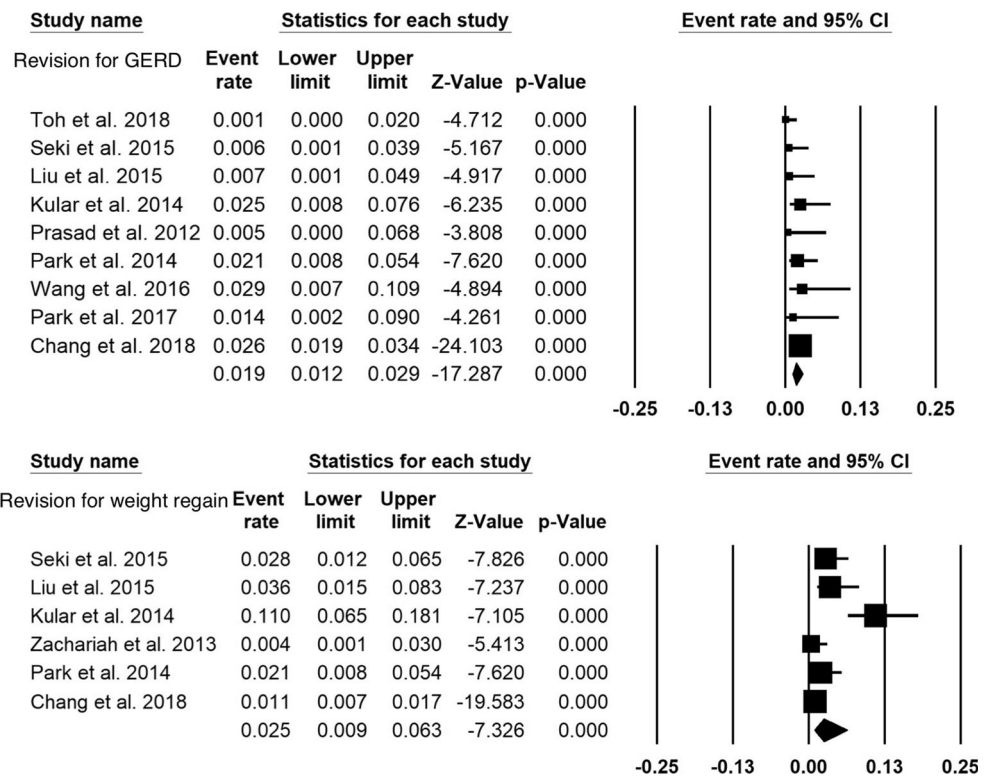 Study name Statistics for each study Event rate and 95% CI
Revision for GERD Event rate Lower limit Upper limit Z-Value p-Value
Toh et al. 2018 0.001 0.000 0.020 -4.712 0.000
Seki et al. 2015 0.006 0.001 0.039 -5.167 0.000
Liu et al. 2015 0.007 0.001 0.049 -4.917 0.000
Kular et al. 2014 0.025 0.008 0.076 -6.235 0.000
Prasad et al. 2012 0.005 0.000 0.068 -3.808 0.000
Park et al. 2014 0.021 0.008 0.054 -7.620 0.000
Wang et al. 2016 0.029 0.007 0.109 -4.894 0.000
Park et al. 2017 0.014 0.002 0.090 -4.261 0.000
Chang et al. 2018 0.026 0.019 0.034 -24.103 0.000
0.019 0.012 0.029 -17.287 0.000
-0.25 -0.13 0.00 0.13 0.25
Study name Statistics for each study Event rate and 95% CI
Revision for weight regain Event rate Lower limit Upper limit Z-Value p-Value
Seki et al. 2015 0.028 0.012 0.065 -7.826 0.000
Liu et al. 2015 0.036 0.015 0.083 -7.237 0.000
Kular et al. 2014 0.110 0.065 0.181 -7.105 0.000
Zachariah et al. 2013 0.004 0.001 0.030 -5.413 0.000
Park et al. 2014 0.021 0.008 0.054 -7.620 0.000
Chang et al. 2018 0.011 0.007 0.017 -19.583 0.000
0.025 0.009 0.063 -7.326 0.000
-0.25 -0.13 0.00 0.13 0.25